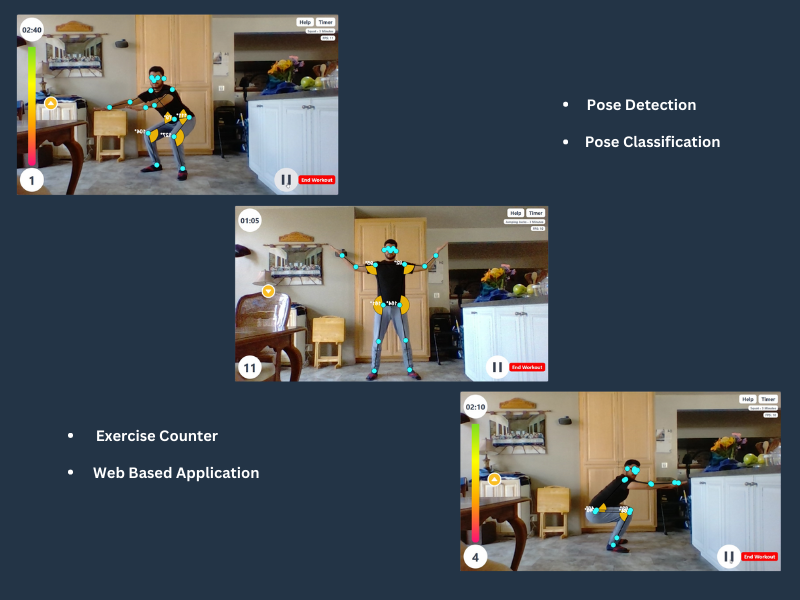 02:40
Help Timer
1
End Workout
Pose Detection
Pose Classification
01:05
Help Timer
11
End Workout
Exercise Counter
Web Based Application
02:10
Help Timer
4
End Workout